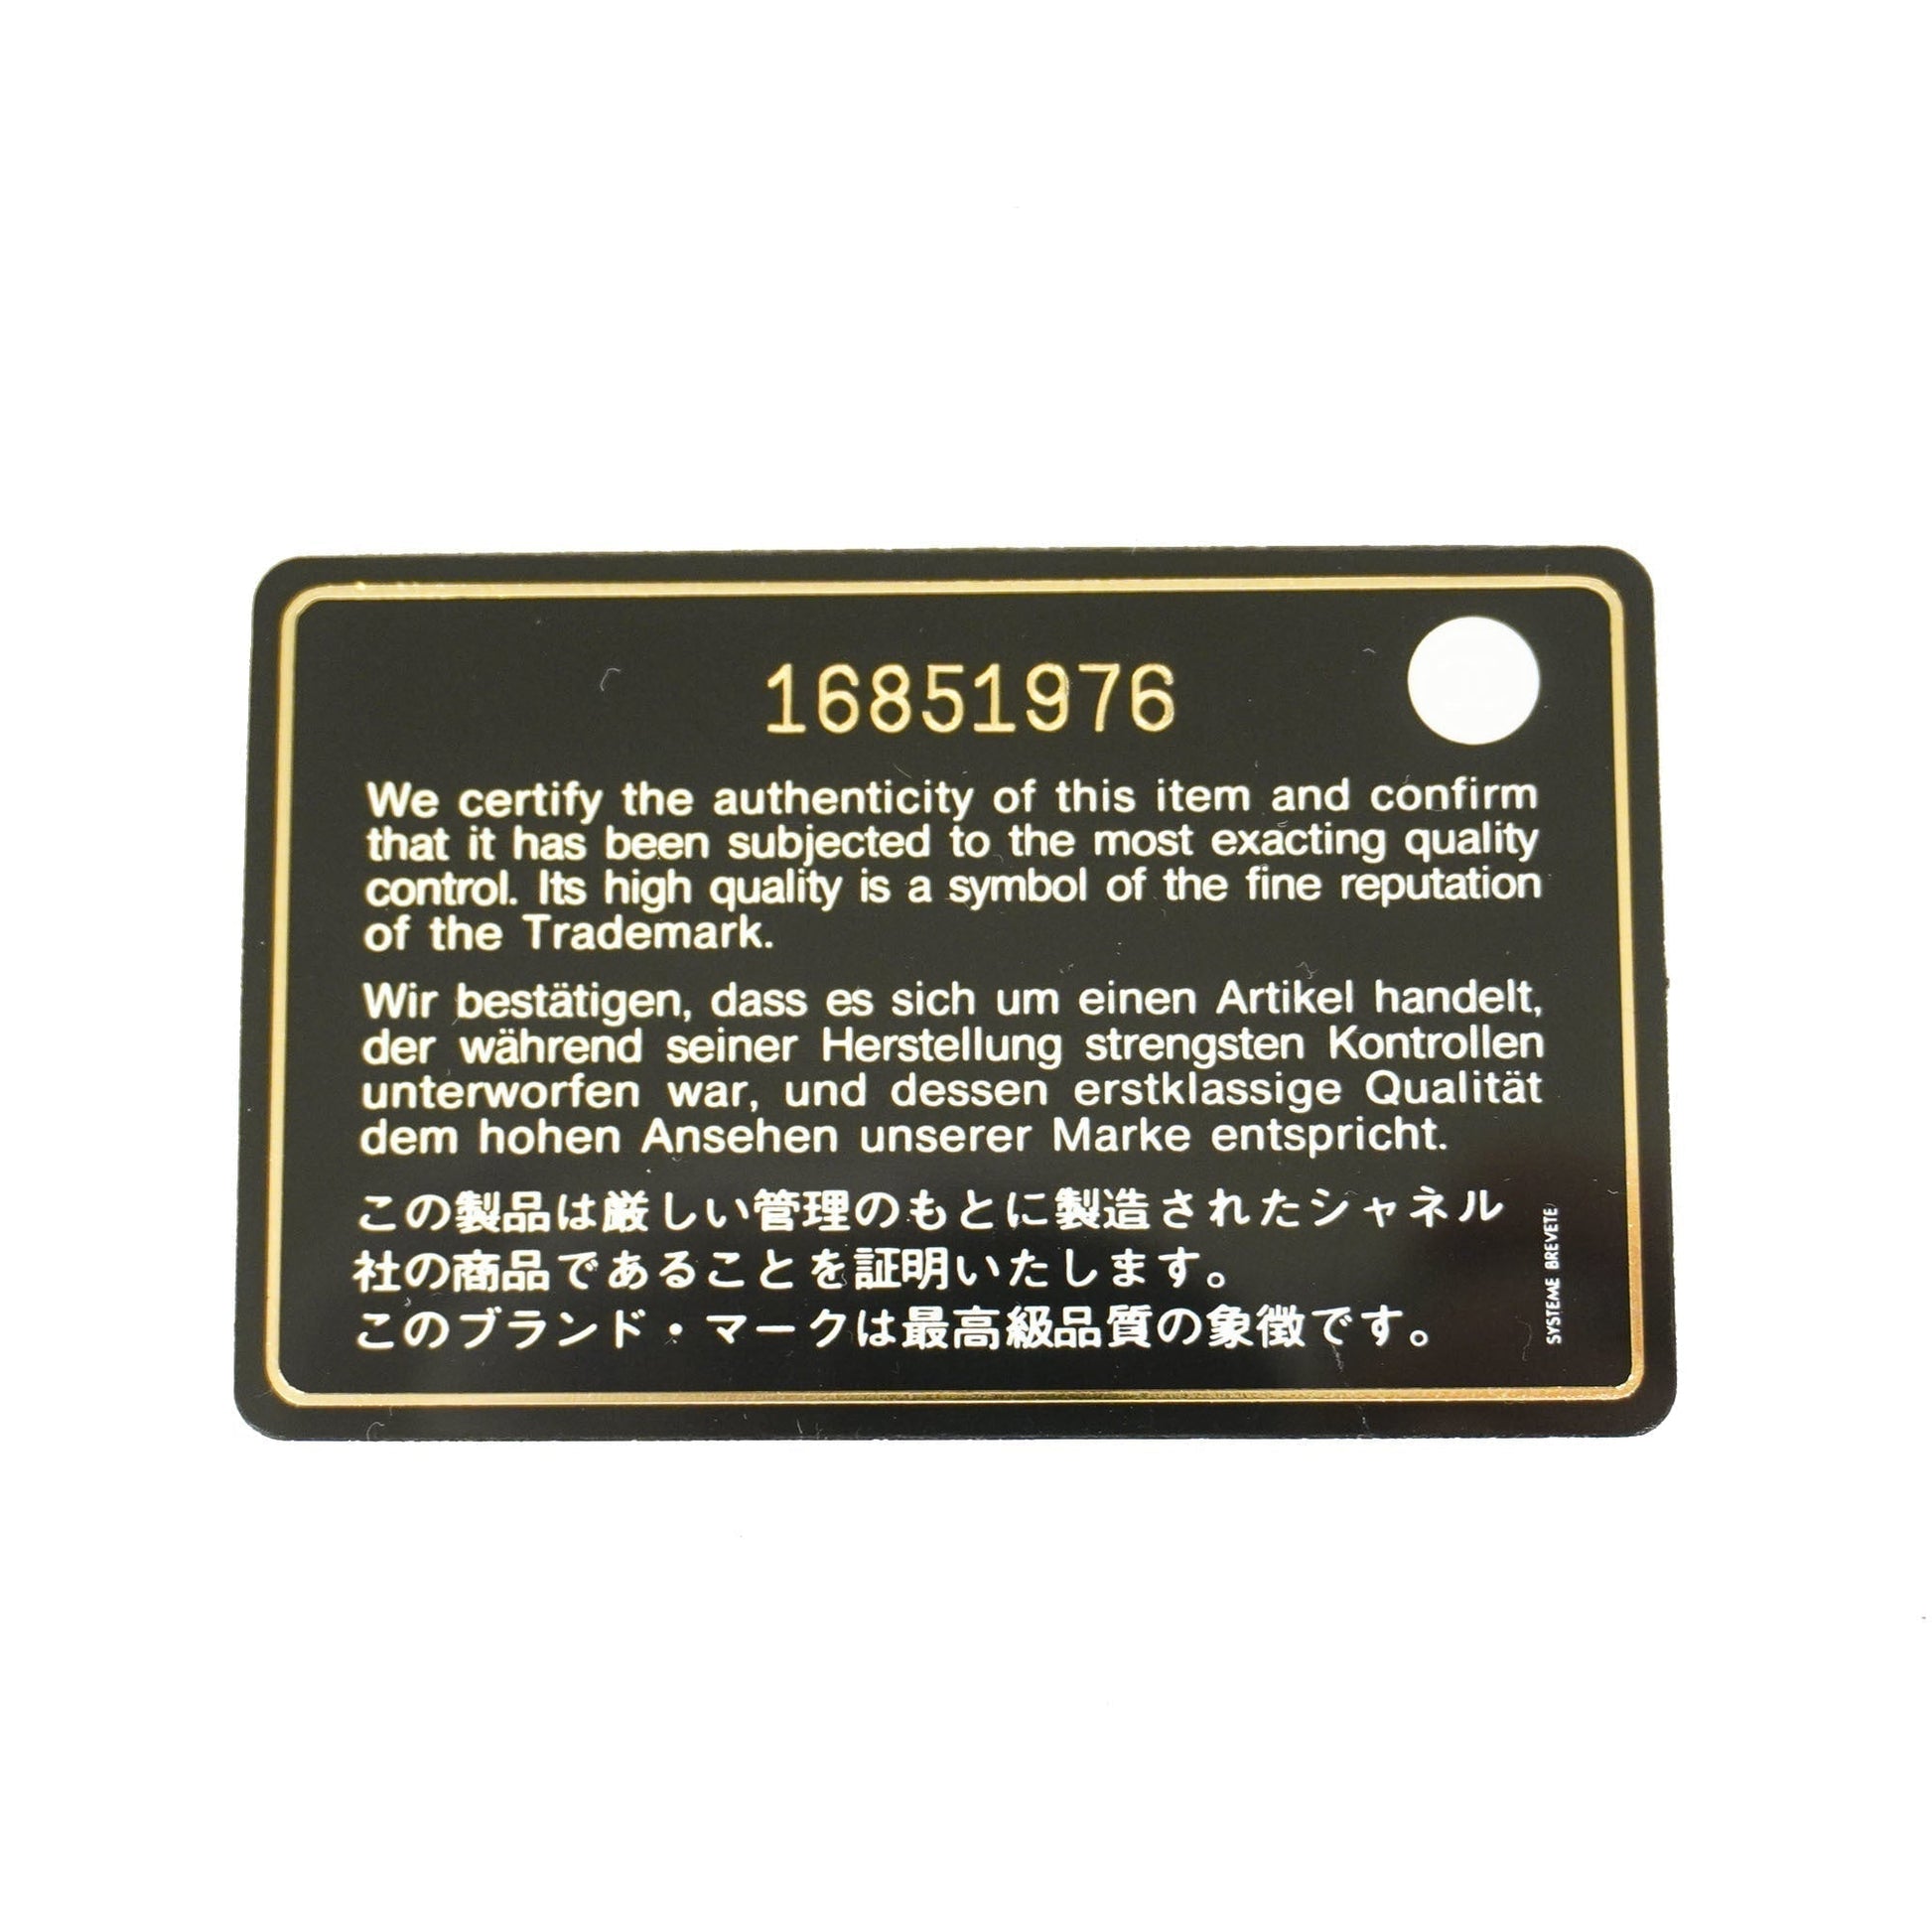 16851976
We certify the authenticity of this item and confirm
that it has been subjected to the most exacting quality
control. Its high quality is a symbol of the fine reputation
of the Trademark.
Wir bestätigen, dass es sich um einen Artikel handelt,
der während seiner Herstellung strengsten Kontrollen
unterworfen war, und dessen erstklassige Qualität
dem hohen Ansehen unserer Marke entspricht.
この製品は厳しい管理のもとに製造されたシャネル
社の商品であることを証明いたします。
このブランド・マークは最高級品質の象徴です。
SYSTEME BREVETE